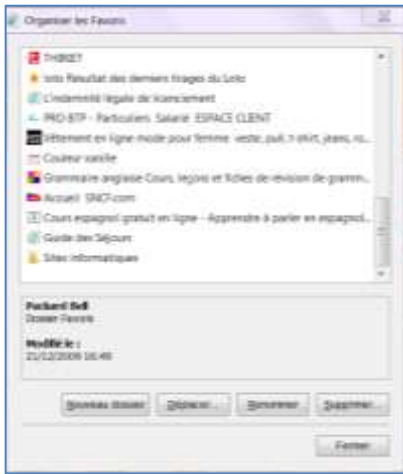 Organiser les Favoris
THIRIET
loto Résultat des derniers tirages du Loto
L'indemnité légale de licenciement
PRO BTP - Particuliers Salarié ESPACE CLIENT
Vêtement en ligne mode pour femme veste, pull, t-shirt, jeans, ro...
Couleur vanille
Grammaire anglaise Cours, leçons et fiches de révision de gramm...
Accueil SNCF.com
Cours espagnol gratuit en ligne - Apprendre à parler en espagnol...
Guide des Séjours
Sites informatiques
Packard Bell
Dossier Favoris
Modifié le :
21/12/2009 16:48
Nouveau dossier Déplacer... Renommer Supprimer...
Fermer